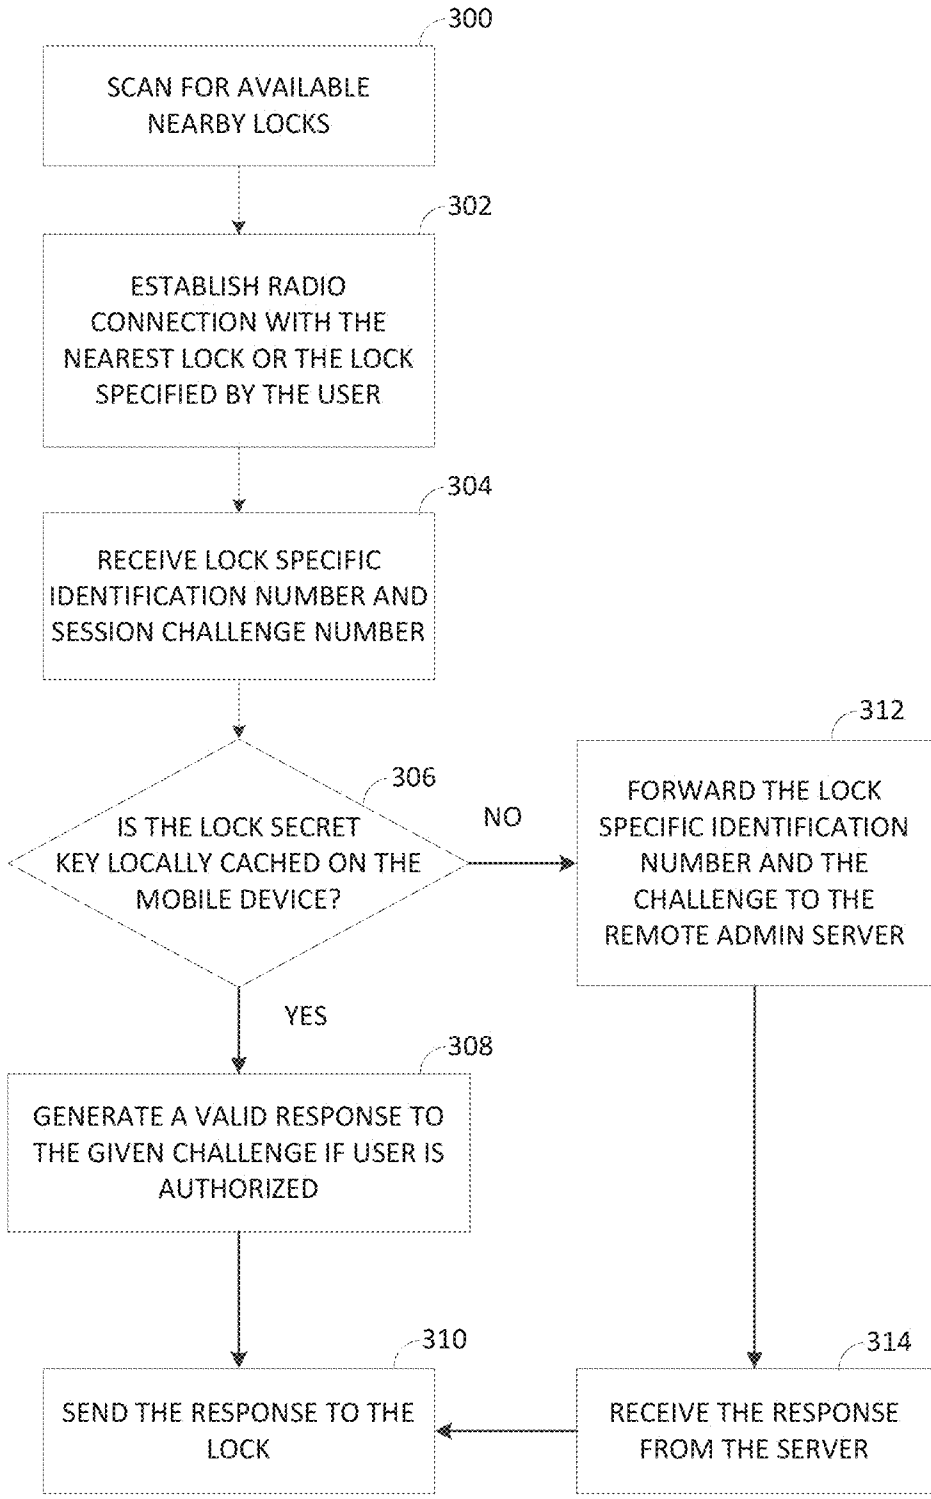 300
SCAN FOR AVAILABLE
NEARBY LOCKS
302
ESTABLISH RADIO
CONNECTION WITH THE
NEAREST LOCK OR THE LOCK
SPECIFIED BY THE USER
304
RECEIVE LOCK SPECIFIC
IDENTIFICATION NUMBER AND
SESSION CHALLENGE NUMBER
306
IS THE LOCK SECRET
KEY LOCALLY CACHED ON THE
MOBILE DEVICE?
NO
312
FORWARD THE LOCK
SPECIFIC IDENTIFICATION
NUMBER AND THE
CHALLENGE TO THE
REMOTE ADMIN SERVER
YES
308
GENERATE A VALID RESPONSE TO
THE GIVEN CHALLENGE IF USER IS
AUTHORIZED
310
SEND THE RESPONSE TO THE
LOCK
314
RECEIVE THE RESPONSE
FROM THE SERVER